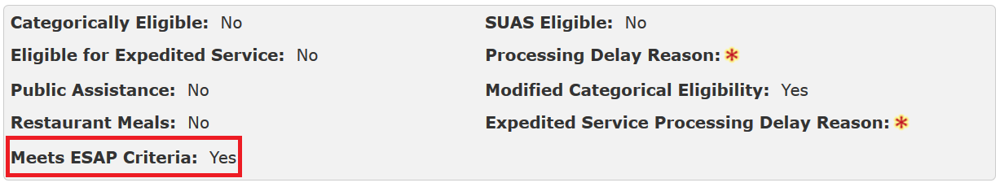 Categorically Eligible: No
SUAS Eligible: No
Eligible for Expedited Service: No
Processing Delay Reason: *
Public Assistance: No
Modified Categorical Eligibility: Yes
Restaurant Meals: No
Expedited Service Processing Delay Reason: *
Meets ESAP Criteria: Yes